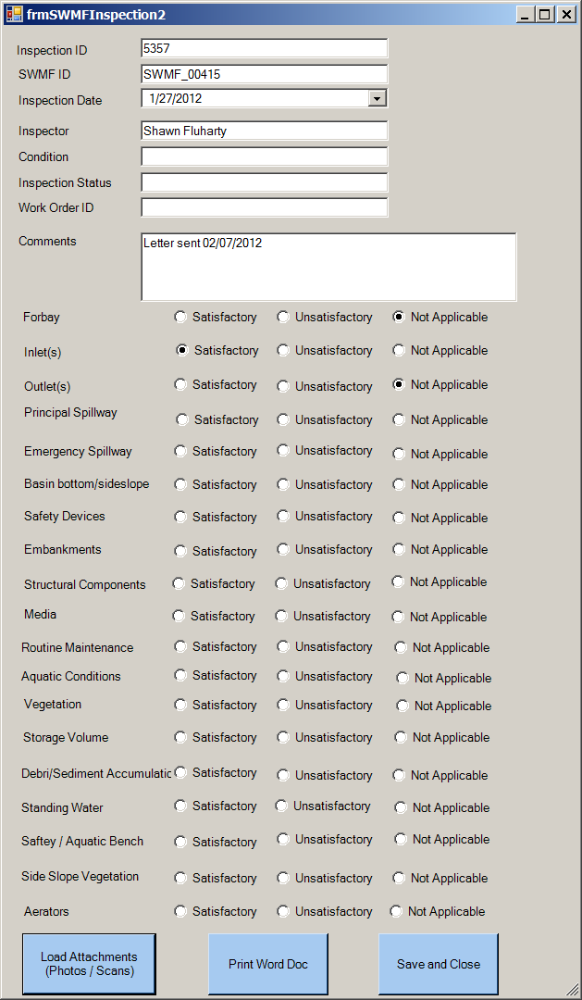 frmSWMFInspection2
Inspection ID 5357
SWMF ID SWMF_00415
Inspection Date 1/27/2012
Inspector Shawn Fluharty
Condition
Inspection Status
Work Order ID
Comments Letter sent 02/07/2012
Forbay Satisfactory Unsatisfactory Not Applicable
Inlet(s) Satisfactory Unsatisfactory Not Applicable
Outlet(s) Satisfactory Unsatisfactory Not Applicable
Principal Spillway Satisfactory Unsatisfactory Not Applicable
Emergency Spillway Satisfactory Unsatisfactory Not Applicable
Basin bottom/sideslope Satisfactory Unsatisfactory Not Applicable
Safety Devices Satisfactory Unsatisfactory Not Applicable
Embankments Satisfactory Unsatisfactory Not Applicable
Structural Components Satisfactory Unsatisfactory Not Applicable
Media Satisfactory Unsatisfactory Not Applicable
Routine Maintenance Satisfactory Unsatisfactory Not Applicable
Aquatic Conditions Satisfactory Unsatisfactory Not Applicable
Vegetation Satisfactory Unsatisfactory Not Applicable
Storage Volume Satisfactory Unsatisfactory Not Applicable
Debri/Sediment Accumulatic Satisfactory Unsatisfactory Not Applicable
Standing Water Satisfactory Unsatisfactory Not Applicable
Saftey / Aquatic Bench Satisfactory Unsatisfactory Not Applicable
Side Slope Vegetation Satisfactory Unsatisfactory Not Applicable
Aerators Satisfactory Unsatisfactory Not Applicable
Load Attachments
(Photos / Scans)
Print Word Doc
Save and Close